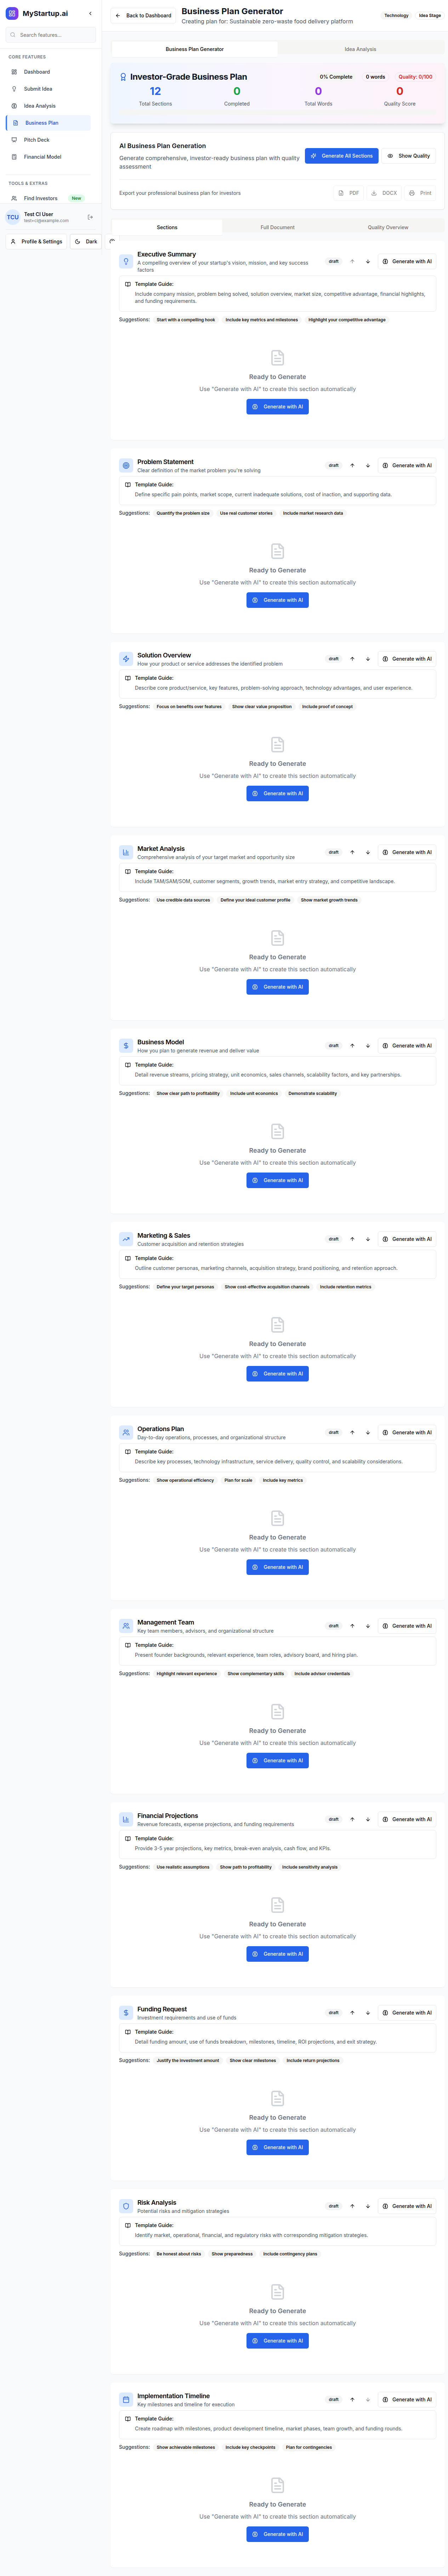 MyStartup.ai
Search features...
CORE FEATURES
Dashboard
Submit Idea
Idea Analysis
Business Plan
Pitch Deck
Financial Model
TOOLS & EXTRAS
Find Investors New
TCU
Test CI User
Profile & Settings
Dark
Back to Dashboard
Business Plan Generator
Creating plan for: Sustainable zero-waste food delivery platform
Technology
Idea Stage
Business Plan Generator
Idea Analysis
Investor-Grade Business Plan
0% Complete
0 words
Quality: 0/100
12
Total Sections
0
Completed
0
Total Words
0
Quality Score
AI Business Plan Generation
Generate comprehensive, investor-ready business plan with quality
assessment
Generate All Sections
Show Quality
Export your professional business plan for investors
PDF
DOCX
Print
Sections
Full Document
Quality Overview
Executive Summary
A compelling overview of your startup's vision, mission, and key success
factors
draft
Generate with AI
Template Guide:
Include company mission, problem being solved, solution overview, market size, competitive advantage, financial highlights,
and funding requirements.
Suggestions: Start with a compelling hook Include key metrics and milestones Highlight your competitive advantage
Ready to Generate
Use "Generate with AI" to create this section automatically
Generate with AI
Problem Statement
Clear definition of the market problem you're solving
draft
Generate with AI
Template Guide:
Define specific pain points, market scope, current inadequate solutions, cost of inaction, and supporting data.
Suggestions: Quantify the problem size Use real customer stories Include market research data
Ready to Generate
Use "Generate with AI" to create this section automatically
Generate with AI
Solution Overview
How your product or service addresses the identified problem
draft
Generate with AI
Template Guide:
Describe core product/service, key features, problem-solving approach, technology advantages, and user experience.
Suggestions: Focus on benefits over features Show clear value proposition Include proof of concept
Ready to Generate
Use "Generate with AI" to create this section automatically
Generate with AI
Market Analysis
Comprehensive analysis of your target market and opportunity size
draft
Generate with AI
Template Guide:
Include TAM/SAM/SOM, customer segments, growth trends, market entry strategy, and competitive landscape.
Suggestions: Use credible data sources Define your ideal customer profile Show market growth trends
Ready to Generate
Use "Generate with AI" to create this section automatically
Generate with AI
Business Model
How you plan to generate revenue and deliver value
draft
Generate with AI
Template Guide:
Detail revenue streams, pricing strategy, unit economics, sales channels, scalability factors, and key partnerships.
Suggestions: Show clear path to profitability Include unit economics Demonstrate scalability
Ready to Generate
Use "Generate with AI" to create this section automatically
Generate with AI
Marketing & Sales
Customer acquisition and retention strategies
draft
Generate with AI
Template Guide:
Outline customer personas, marketing channels, acquisition strategy, brand positioning, and retention approach.
Suggestions: Define your target personas Show cost-effective acquisition channels Include retention metrics
Ready to Generate
Use "Generate with AI" to create this section automatically
Generate with AI
Operations Plan
Day-to-day operations, processes, and organizational structure
draft
Generate with AI
Template Guide:
Describe key processes, technology infrastructure, service delivery, quality control, and scalability considerations.
Suggestions: Show operational efficiency Plan for scale Include key metrics
Ready to Generate
Use "Generate with AI" to create this section automatically
Generate with AI
Management Team
Key team members, advisors, and organizational structure
draft
Generate with AI
Template Guide:
Present founder backgrounds, relevant experience, team roles, advisory board, and hiring plan.
Suggestions: Highlight relevant experience Show complementary skills Include advisor credentials
Ready to Generate
Use "Generate with AI" to create this section automatically
Generate with AI
Financial Projections
Revenue forecasts, expense projections, and funding requirements
draft
Generate with AI
Template Guide:
Provide 3-5 year projections, key metrics, break-even analysis, cash flow, and KPIs.
Suggestions: Use realistic assumptions Show path to profitability Include sensitivity analysis
Ready to Generate
Use "Generate with AI" to create this section automatically
Generate with AI
Funding Request
Investment requirements and use of funds
draft
Generate with AI
Template Guide:
Detail funding amount, use of funds breakdown, milestones, timeline, ROI projections, and exit strategy.
Suggestions: Justify the investment amount Show clear milestones Include return projections
Ready to Generate
Use "Generate with AI" to create this section automatically
Generate with AI
Risk Analysis
Potential risks and mitigation strategies
draft
Generate with AI
Template Guide:
Identify market, operational, financial, and regulatory risks with corresponding mitigation strategies.
Suggestions: Be honest about risks Show preparedness Include contingency plans
Ready to Generate
Use "Generate with AI" to create this section automatically
Generate with AI
Implementation Timeline
Key milestones and timeline for execution
draft
Generate with AI
Template Guide:
Create roadmap with milestones, product development timeline, market phases, team growth, and funding rounds.
Suggestions: Show achievable milestones Include key checkpoints Plan for contingencies
Ready to Generate
Use "Generate with AI" to create this section automatically
Generate with AI